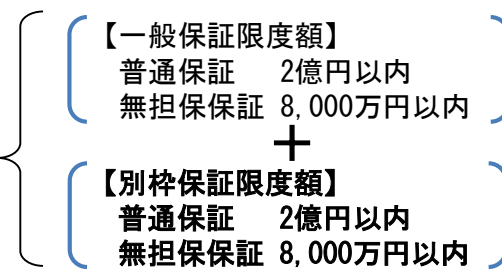 【一般保証限度額】
普通保証 2億円以内
無担保保証 8,000万円以内
＋
【別枠保証限度額】
普通保証 2億円以内
無担保保証 8,000万円以内